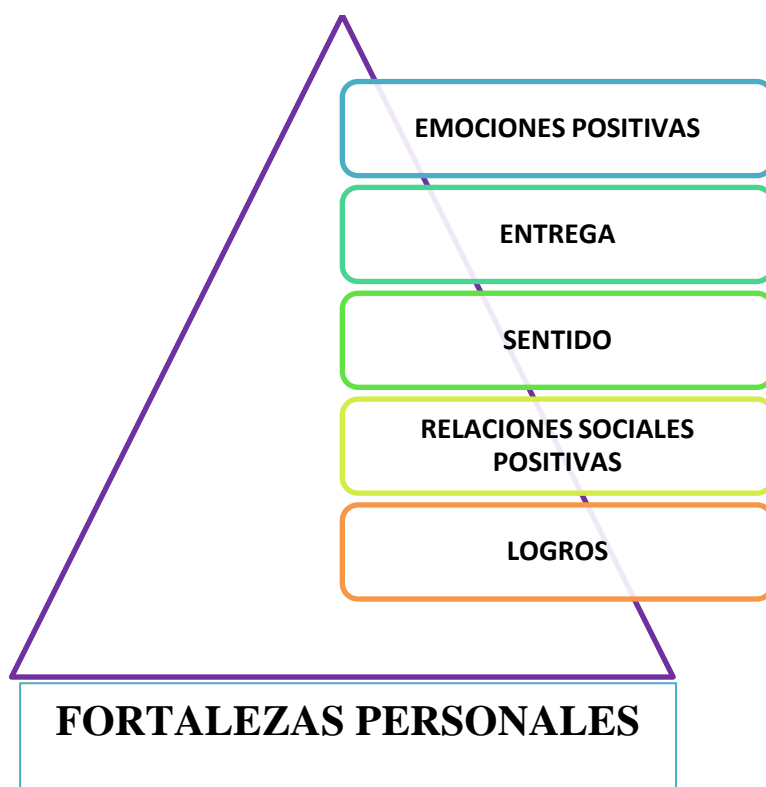 EMOCIONES POSITIVAS
ENTREGA
SENTIDO
RELACIONES SOCIALES
POSITIVAS
LOGROS
FORTALEZAS PERSONALES